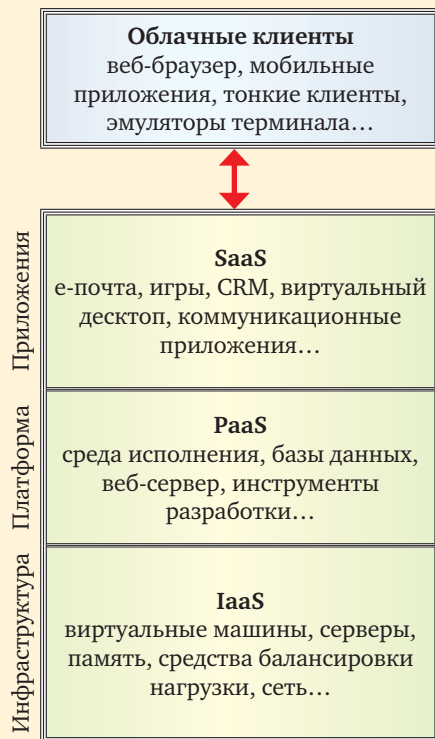 Облачные клиенты
веб-браузер, мобильные
приложения, тонкие клиенты,
эмуляторы терминала…
Приложения
SaaS
е-почта, игры, CRM, виртуальный
десктоп, коммуникационные
приложения…
Платформа
PaaS
среда исполнения, базы данных,
веб-сервер, инструменты
разработки…
Инфраструктура
IaaS
виртуальные машины, серверы,
память, средства балансировки
нагрузки, сеть…